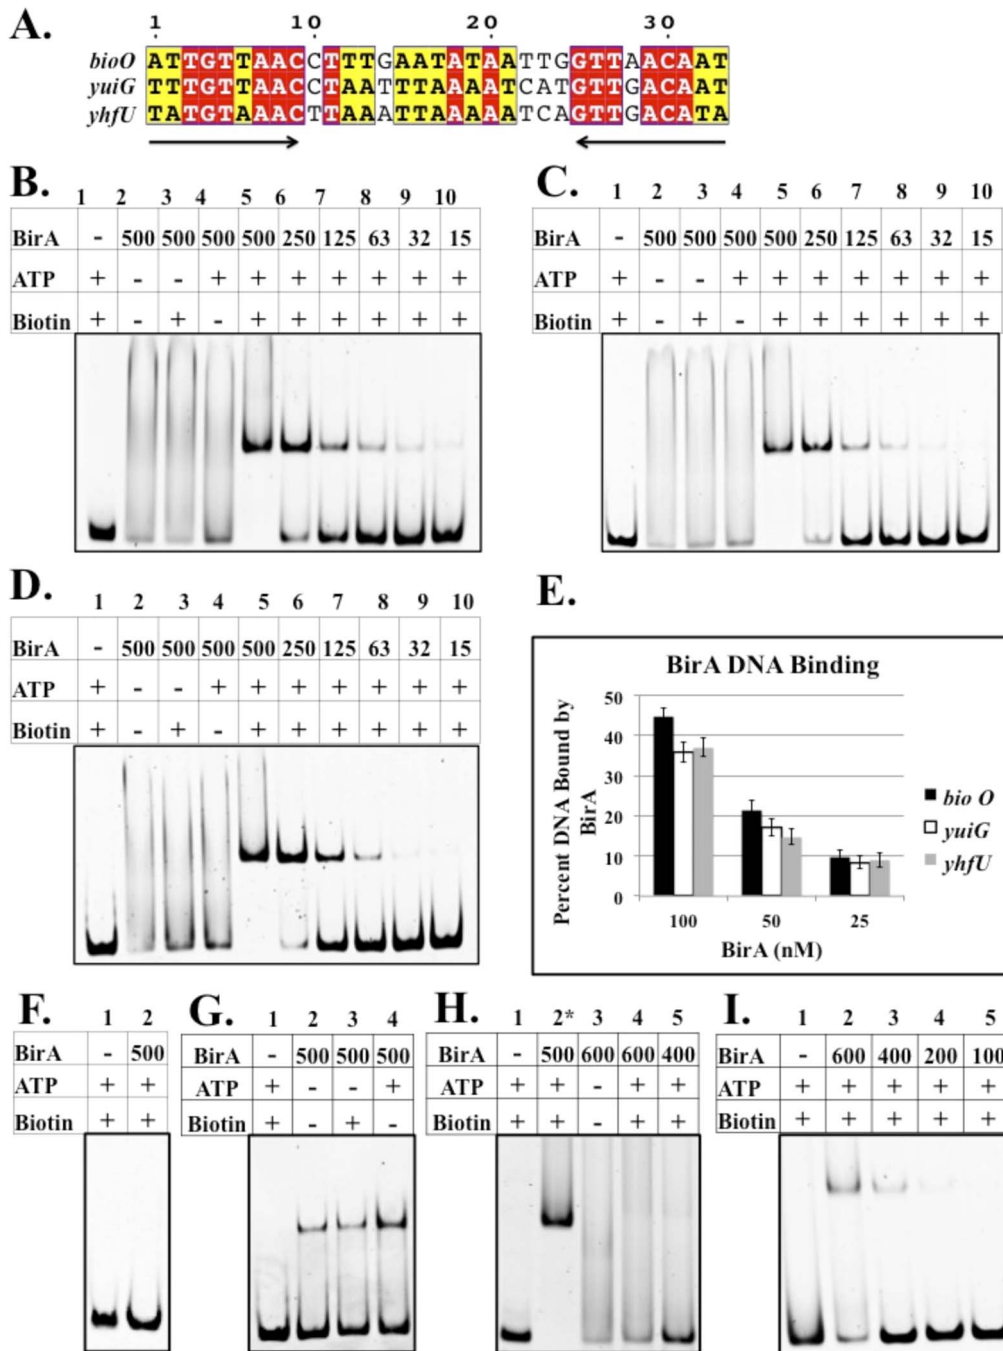 A.
1 10 20 30
bioO ATTGTTAACCTTTGAATATAATTGGTTAACAAT
yuiG TTTGTTAACCTAATTTAAAATCATGTTGACAAT
yhfU TATGTAAACTTAAATTAAAAATCAGTTGACATA
B.
1 2 3 4 5 6 7 8 9 10
BirA - 500 500 500 500 250 125 63 32 15
ATP + - - + + + + + + +
Biotin + - + - + + + + + +
C.
1 2 3 4 5 6 7 8 9 10
BirA - 500 500 500 500 250 125 63 32 15
ATP + - - + + + + + + +
Biotin + - + - + + + + + +
D.
1 2 3 4 5 6 7 8 9 10
BirA - 500 500 500 500 250 125 63 32 15
ATP + - - + + + + + + +
Biotin + - + - + + + + + +
E.
BirA DNA Binding
Percent DNA Bound by
BirA
50
40
30
20
10
0
100 50 25
BirA (nM)
bio O
yuiG
yhfU
F.
1 2
BirA - 500
ATP + +
Biotin + +
G.
1 2 3 4
BirA - 500 500 500
ATP + - - +
Biotin + - + -
H.
1 2* 3 4 5
BirA - 500 600 600 400
ATP + + - + +
Biotin + + - + +
I.
1 2 3 4 5
BirA - 600 400 200 100
ATP + + + + +
Biotin + + + + +